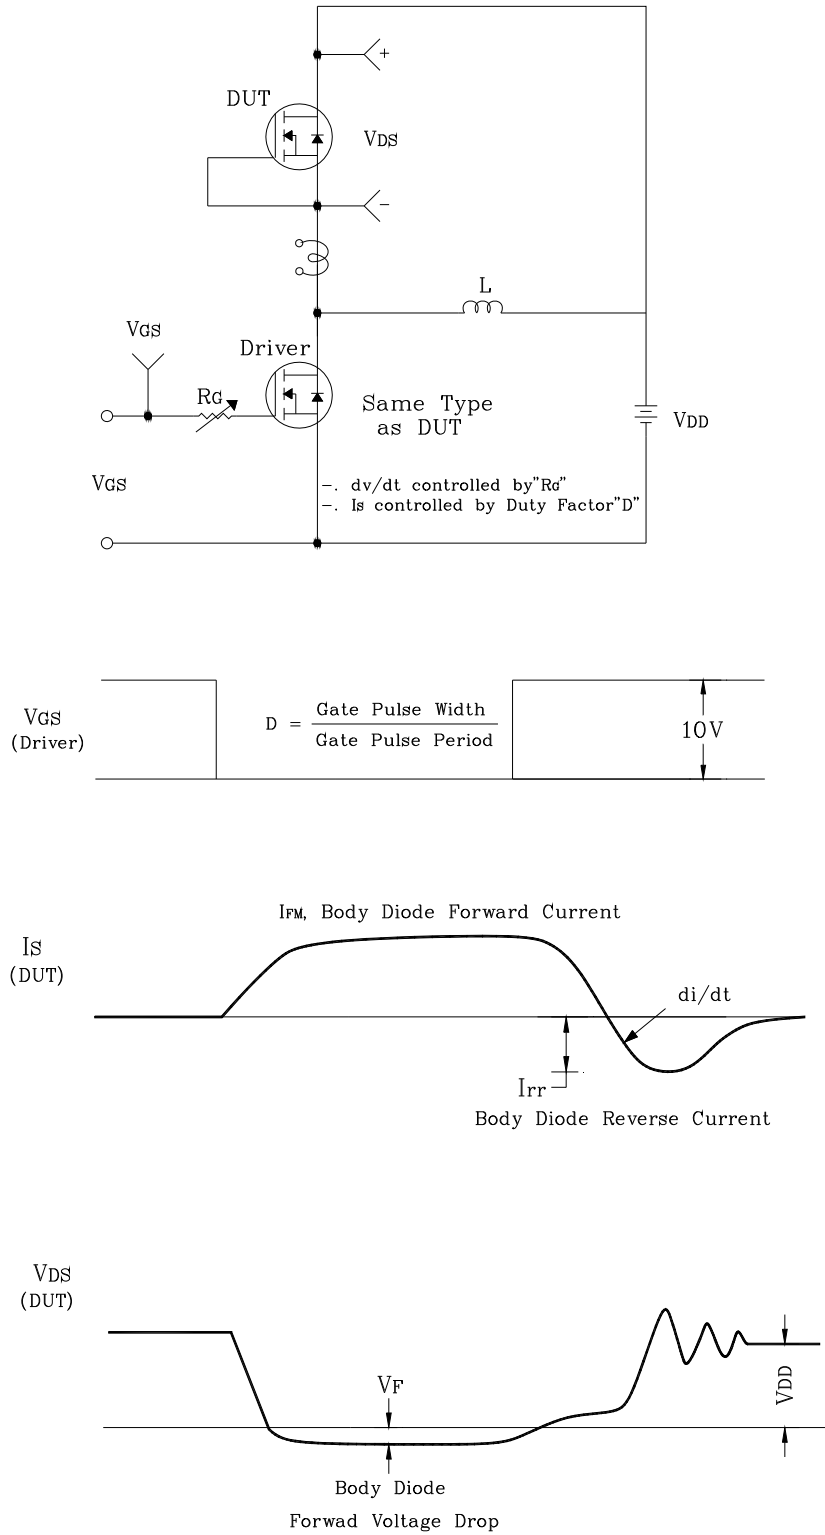 +
DUT
VDS
−
L
VGS
Driver
RG
Same Type
as DUT
VDD
VGS
−. dv/dt controlled by"RG"
−. Is controlled by Duty Factor"D"
VGS
(Driver)
D = Gate Pulse Width
Gate Pulse Period
10V
IFM, Body Diode Forward Current
IS
(DUT)
di/dt
Irr
Body Diode Reverse Current
VDS
(DUT)
VF
VDD
Body Diode
Forwad Voltage Drop